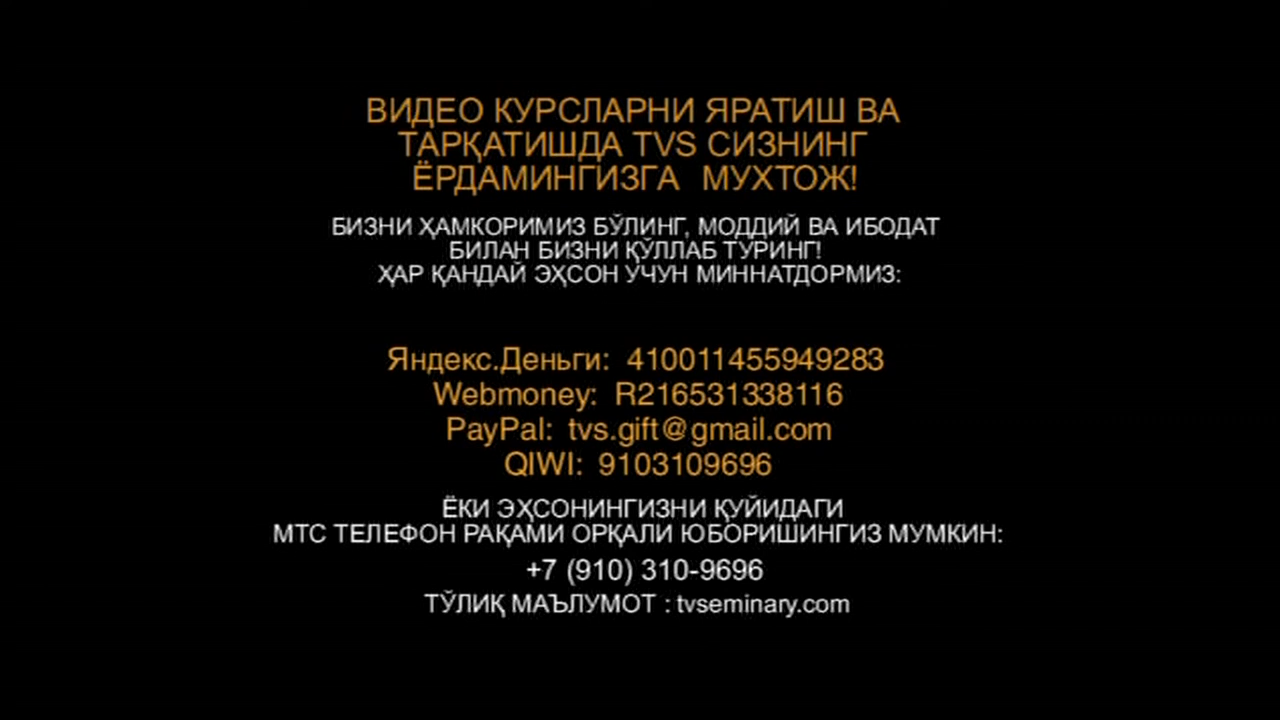 ВИДЕО КУРСЛАРНИ ЯРАТИШ ВА
ТАРҚАТИШДА TVS СИЗНИНГ
ЁРДАМИНГИЗГА МУХТОЖ!
БИЗНИ ҲАМКОРИМИЗ БЎЛИНГ, МОДДИЙ ВА ИБОДАТ
БИЛАН БИЗНИ ҚЎЛЛАБ ТУРИНГ!
ҲАР ҚАНДАЙ ЭҲСОН УЧУН МИННАТДОРМИЗ:
Яндекс.Деньги: 410011455949283
Webmoney: R216531338116
PayPal: tvs.gift@gmail.com
QIWI: 9103109696
ЁКИ ЭҲСОНИНГИЗНИ ҚУЙИДАГИ
МТС ТЕЛЕФОН РАҚАМИ ОРҚАЛИ ЮБОРИШИНГИЗ МУМКИН:
+7 (910) 310-9696
ТЎЛИҚ МАЪЛУМОТ : tvseminary.com